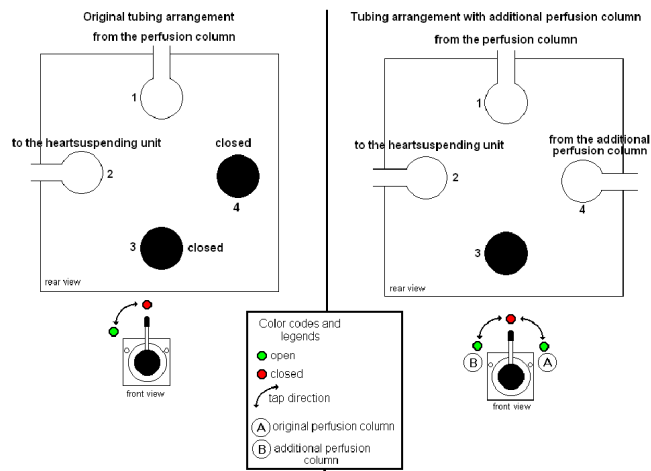 Original tubing arrangement
from the perfusion column
1
to the heartsuspending unit
closed
2
4
3
closed
rear view
front view
Tubing arrangement with additional perfusion column
from the perfusion column
1
to the heartsuspending unit
from the additional
perfusion column
2
4
3
rear view
B
A
front view
Color codes and
legends
open
closed
tap direction
A original perfusion column
B additional perfusion
column